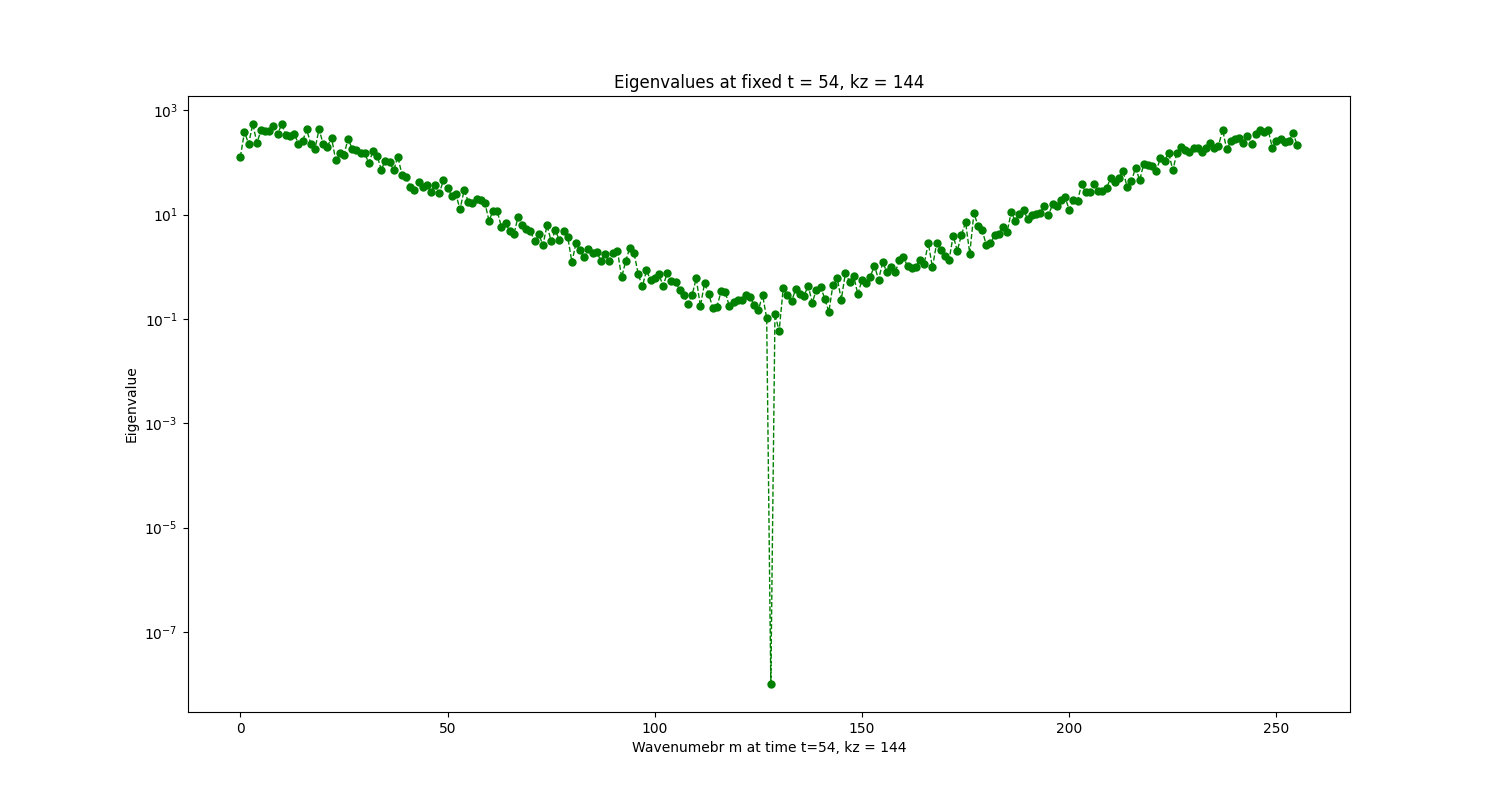 Eigenvalues at fixed t = 54, kz = 144
10³
10¹
10⁻¹
10⁻³
10⁻⁵
10⁻⁷
Eigenvalue
0 50 100 150 200 250
Wavenumebr m at time t=54, kz = 144